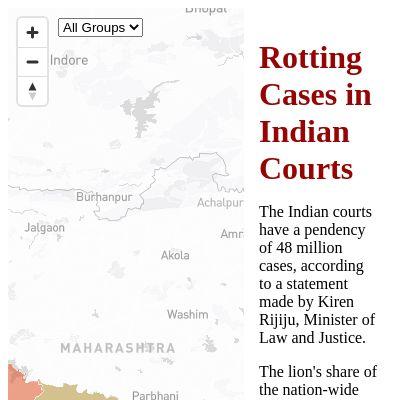 Bhopal
All Groups
Indore
Burhanpur
Achalpur
Jalgaon
Akola
Washim
MAHARASHTRA
Parbhani
Rotting
Cases in
Indian
Courts
The Indian courts
have a pendency
of 48 million
cases, according
to a statement
made by Kiren
Rijiju, Minister of
Law and Justice.
The lion's share of
the nation-wide